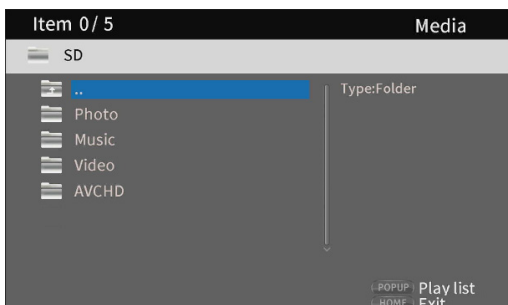 Item 0/ 5 Media
SD
..
Type:Folder
Photo
Music
Video
AVCHD
POPUP Play list
HOME Exit